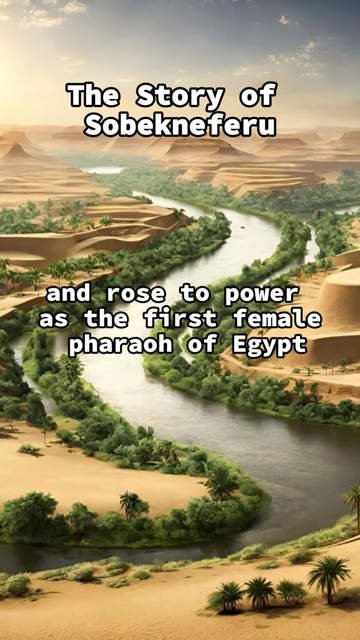 The Story of
Sobekneferu
and rose to power
as the first female
pharaoh of Egypt